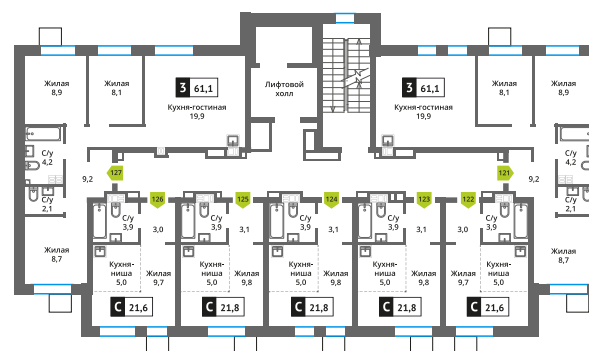 Жилая
8,9
Жилая
8,1
3 61,1
Кухня-гостиная
19,9
Лифтовой
холл
3 61,1
Кухня-гостиная
19,9
Жилая
8,1
Жилая
8,9
С/у
4,2
9,2
127
121
9,2
С/у
4,2
С/у
2,1
126
125
124
123
122
С/у
2,1
С/у
3,9
3,0
С/у
3,9
3,1
С/у
3,9
3,1
С/у
3,9
3,1
3,0
С/у
3,9
Жилая
8,7
Кухня-
ниша
5,0
Жилая
9,7
Кухня-
ниша
5,0
Жилая
9,8
Кухня-
ниша
5,0
Жилая
9,8
Кухня-
ниша
5,0
Жилая
9,8
Жилая
9,7
Кухня-
ниша
5,0
Жилая
8,7
С 21,6
С 21,8
С 21,8
С 21,8
С 21,6